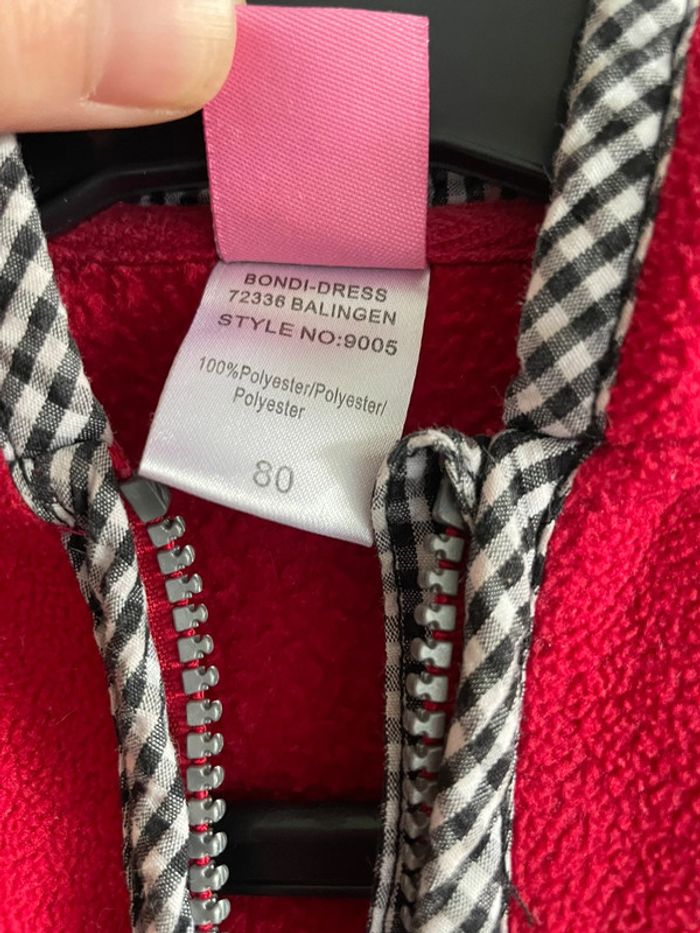 BONDI-DRESS
72336 BALINGEN
STYLE NO:9005
100%Polyester/Polyester/
Polyester
80